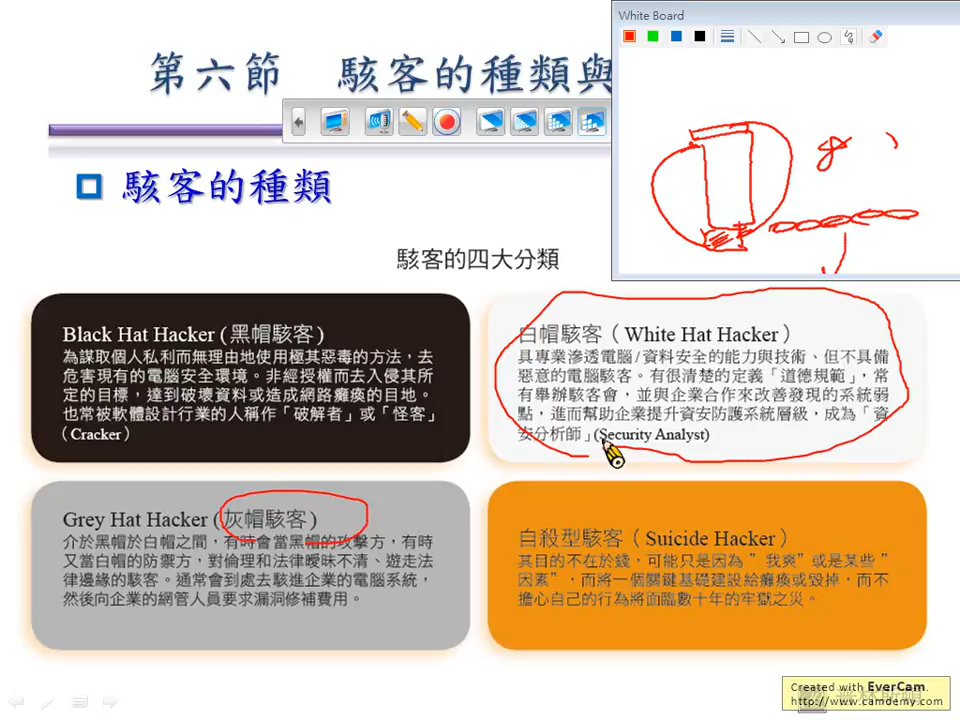 White Board
第六節 駭客的種類與
駭客的種類
駭客的四大分類
Black Hat Hacker (黑帽駭客)
為謀取個人私利而無理由地使用極其惡毒的方法，去
危害現有的電腦安全環境。非經授權而去入侵其所
定的目標，達到破壞資料或造成網路癱瘓的目地。
也常被軟體設計行業的人稱作「破解者」或「怪客」
（Cracker）
白帽駭客（White Hat Hacker）
具專業滲透電腦/資料安全的能力與技術、但不具備
惡意的電腦駭客。有很清楚的定義「道德規範」，常
有舉辦駭客會，並與企業合作來改善發現的系統弱
點，進而幫助企業提升資安防護系統層級，成為「資
安分析師」(Security Analyst)
Grey Hat Hacker (灰帽駭客)
介於黑帽於白帽之間，有時會當黑帽的攻擊方，有時
又當白帽的防禦方，對倫理和法律曖昧不清、遊走法
律邊緣的駭客。通常會到處去駭進企業的電腦系統，
然後向企業的網管人員要求漏洞修補費用。
自殺型駭客（Suicide Hacker）
其目的不在於錢，可能只是因為" 我爽" 或是某些"
因素"，而將一個關鍵基礎建設給癱瘓或毀掉，而不
擔心自己的行為將面臨數十年的牢獄之災。
Created with EverCam.
http://www.camdemy.com